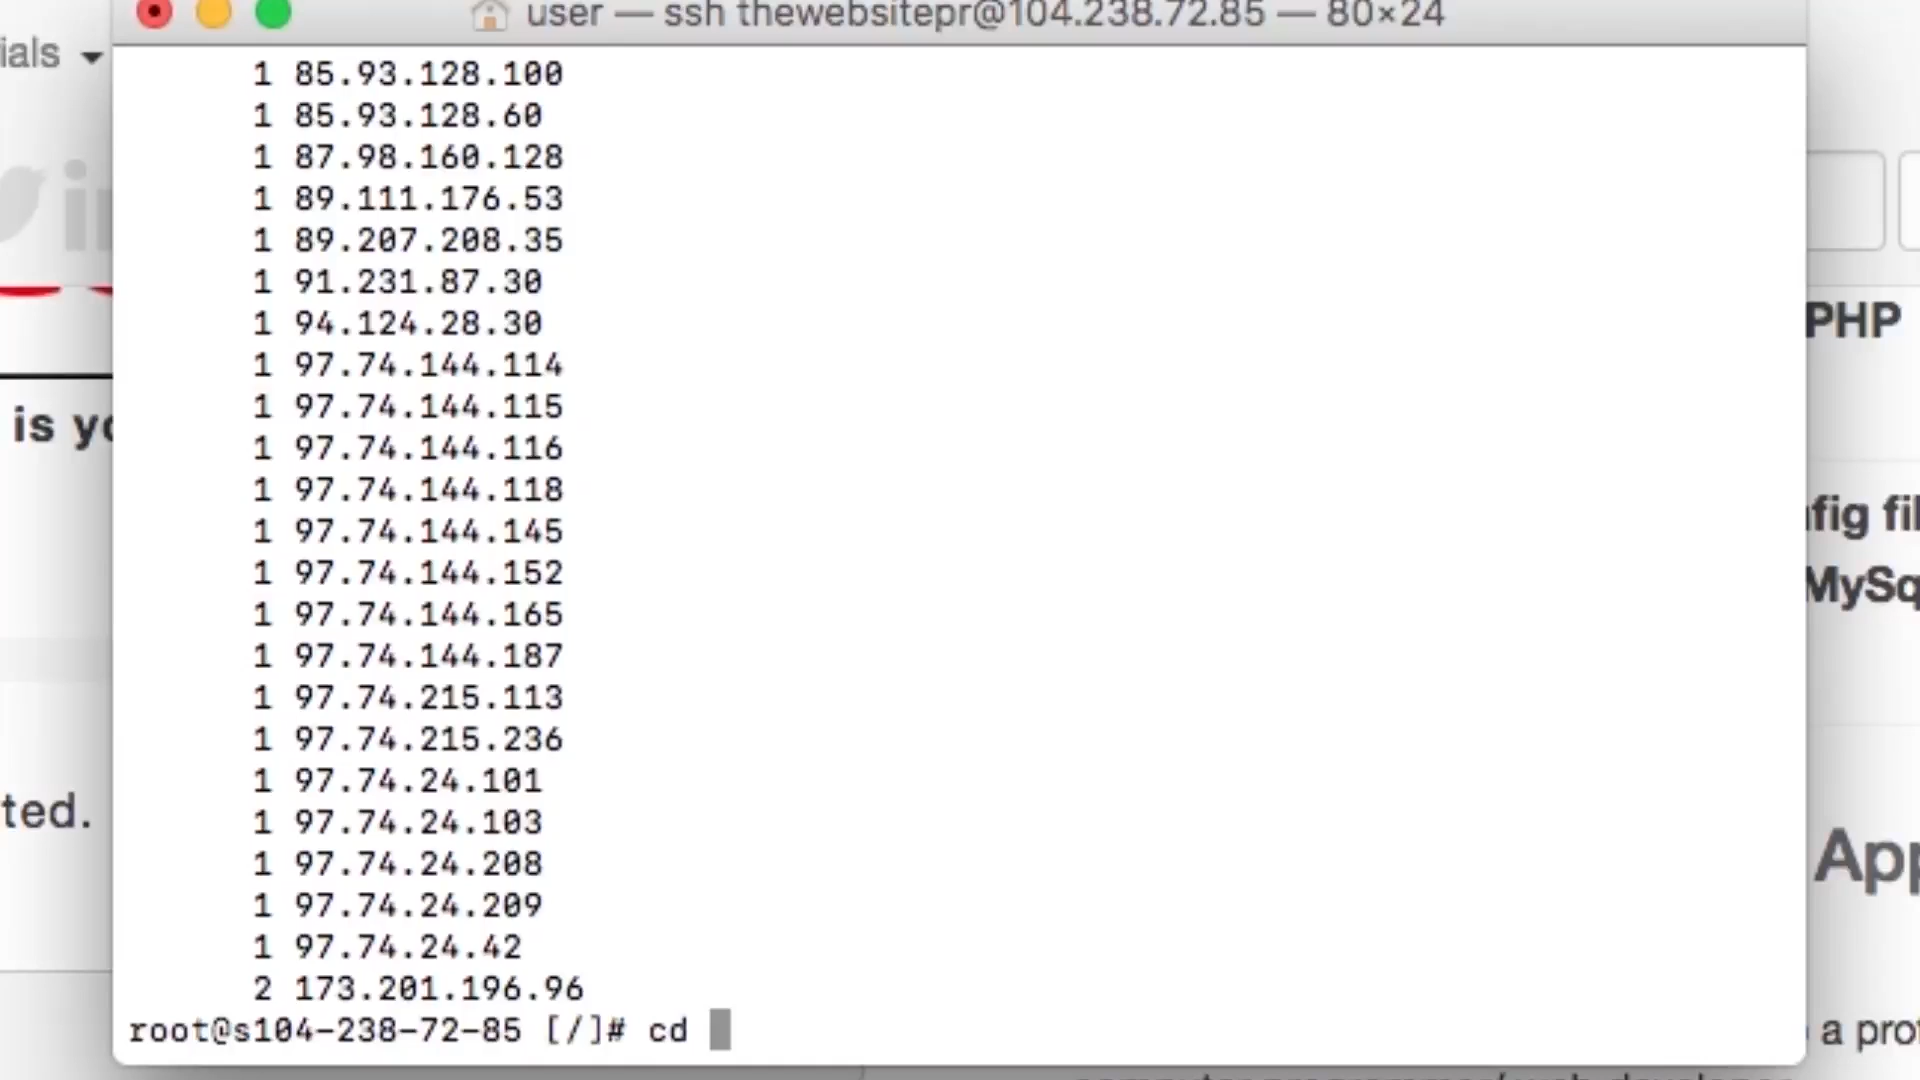 user — ssh thewebsitepr@104.238.72.85 — 80×24
1 85.93.128.100
1 85.93.128.60
1 87.98.160.128
1 89.111.176.53
1 89.207.208.35
1 91.231.87.30
1 94.124.28.30
1 97.74.144.114
1 97.74.144.115
1 97.74.144.116
1 97.74.144.118
1 97.74.144.145
1 97.74.144.152
1 97.74.144.165
1 97.74.144.187
1 97.74.215.113
1 97.74.215.236
1 97.74.24.101
1 97.74.24.103
1 97.74.24.208
1 97.74.24.209
1 97.74.24.42
2 173.201.196.96
root@s104-238-72-85 [/]# cd
ials
is yo
ted.
PHP
fig fil
MySq
App
a prof